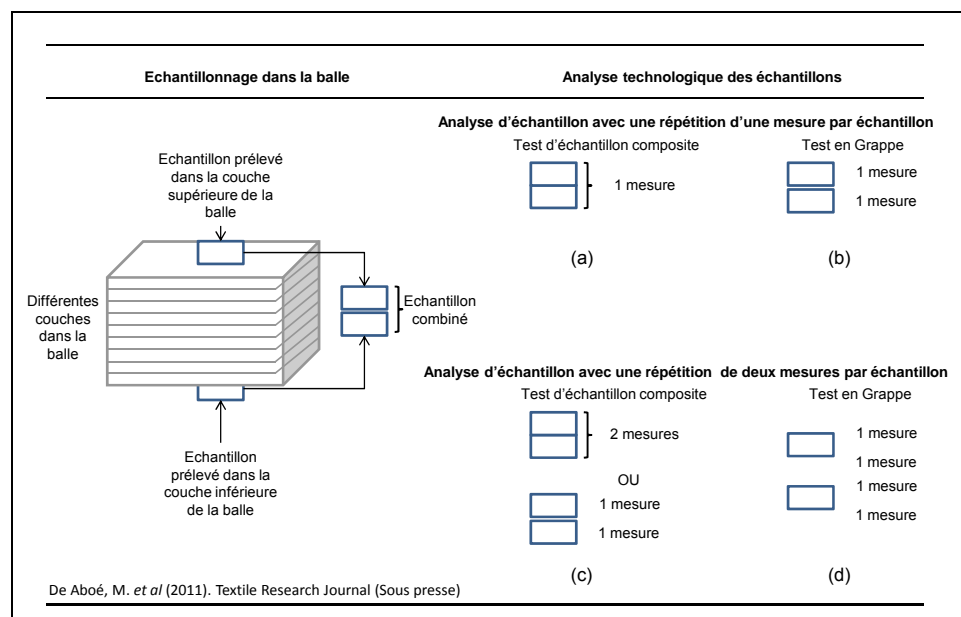 Echantillonnage dans la balle
Analyse technologique des échantillons
Echantillon prélevé
dans la couche
supérieure de la
balle
Différentes
couches dans
la balle
Echantillon
combiné
Echantillon
prélevé dans la
couche inférieure
de la balle
Analyse d’échantillon avec une répétition d’une mesure par échantillon
Test d’échantillon composite
1 mesure
(a)
Test en Grappe
1 mesure
1 mesure
(b)
Analyse d’échantillon avec une répétition de deux mesures par échantillon
Test d’échantillon composite
2 mesures
OU
1 mesure
1 mesure
(c)
Test en Grappe
1 mesure
1 mesure
1 mesure
1 mesure
(d)
De Aboé, M. et al (2011). Textile Research Journal (Sous presse)